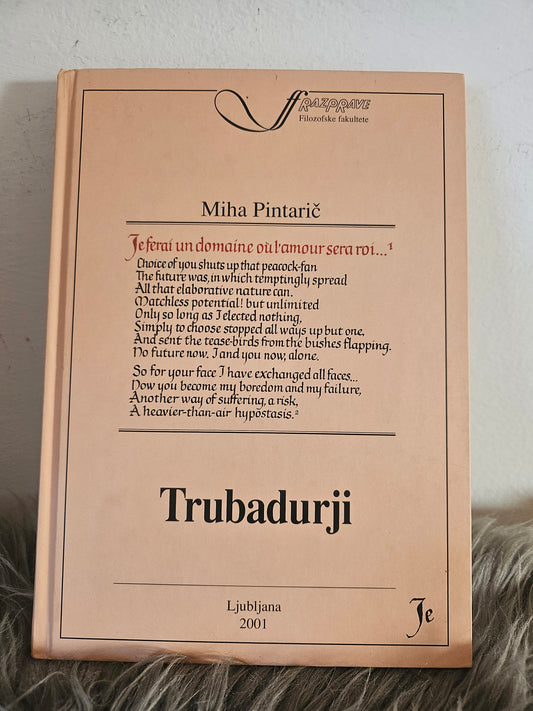 ff RAZPRAVE
Filozofske fakultete
Miha Pintarič
Je ferai un domaine où l'amour sera roi...¹
Choice of you shuts up that peacock-fan
The future was, in which temptingly spread
All that elaborative nature can.
Matchless potential! but unlimited
Only so long as I elected nothing,
Simply to choose stopped all ways up but one,
And sent the tease-birds from the bushes flapping.
No future now. I and you now, alone.
So for your face I have exchanged all faces...
Now you become my boredom and my failure,
Another way of suffering, a risk,
A heavier-than-air hypostasis.²
Trubadurji
Ljubljana
2001
Je